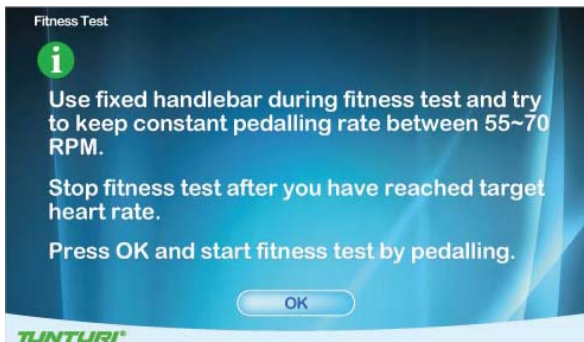 Fitness Test
i
Use fixed handlebar during fitness test and try
to keep constant pedalling rate between 55~70
RPM.
Stop fitness test after you have reached target
heart rate.
Press OK and start fitness test by pedalling.
OK
TUNTURI®